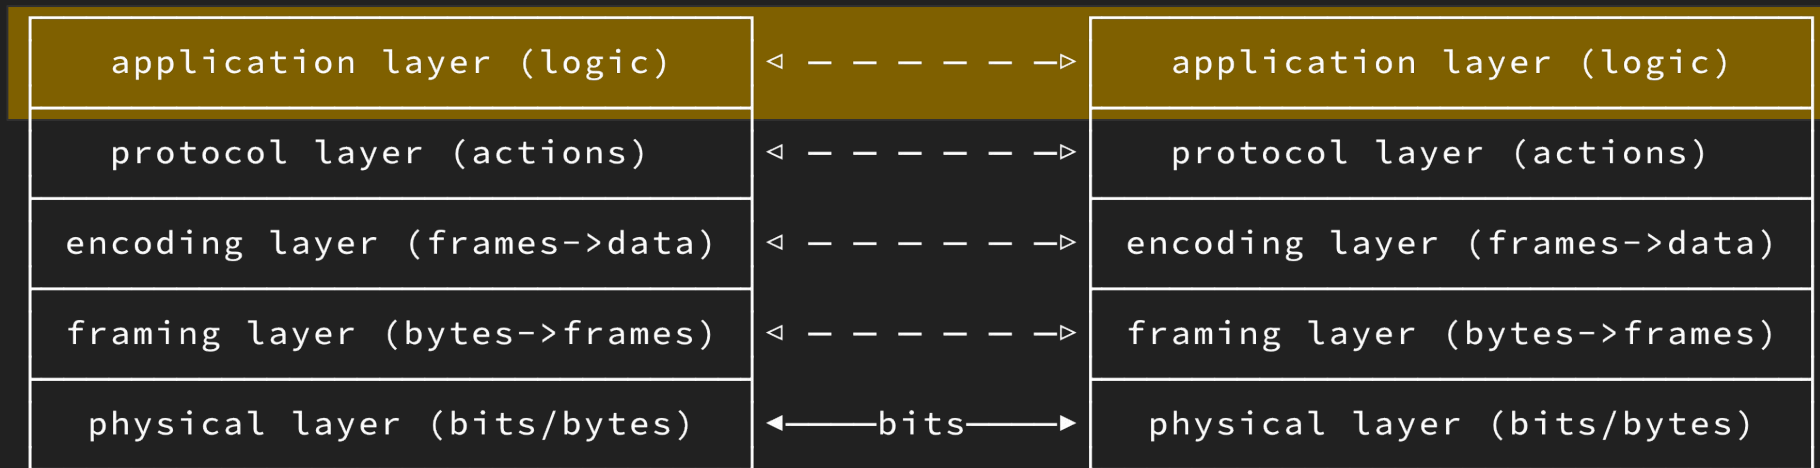 application layer (logic) application layer (logic)
protocol layer (actions) protocol layer (actions)
encoding layer (frames->data) encoding layer (frames->data)
framing layer (bytes->frames) framing layer (bytes->frames)
physical layer (bits/bytes) bits physical layer (bits/bytes)